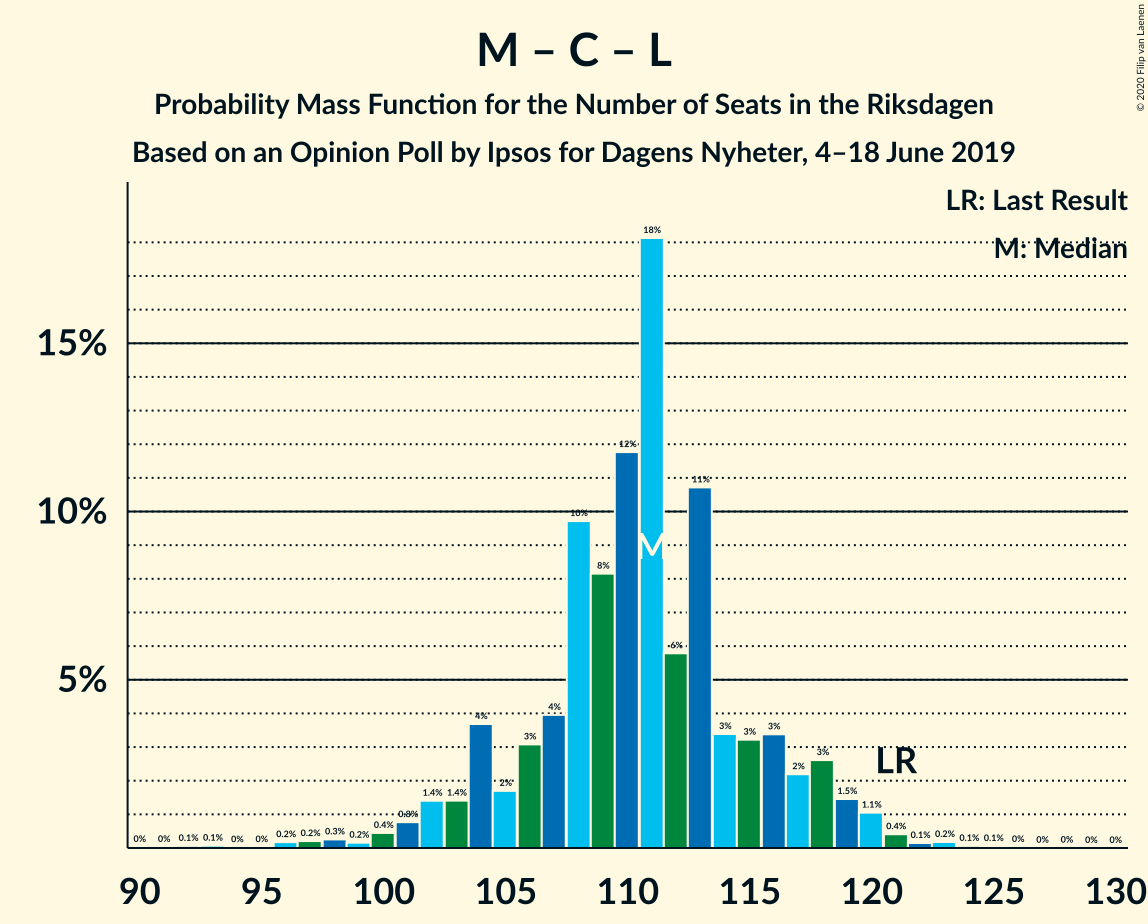 © 2020 Filip van Laenen
M – C – L
Probability Mass Function for the Number of Seats in the Riksdagen
Based on an Opinion Poll by Ipsos for Dagens Nyheter, 4–18 June 2019
LR: Last Result
M: Median
15%
10%
5%
0% 0% 0.1% 0.1% 0% 0% 0.2% 0.2% 0.3% 0.2% 0.4% 0.8% 1.4% 1.4% 4% 2% 3% 4% 10% 8% 12% 18% 6% 11% 3% 3% 3% 2% 3% 1.5% 1.1% 0.4% 0.1% 0.2% 0.1% 0.1% 0% 0% 0% 0% 0%
M
LR
90 95 100 105 110 115 120 125 130